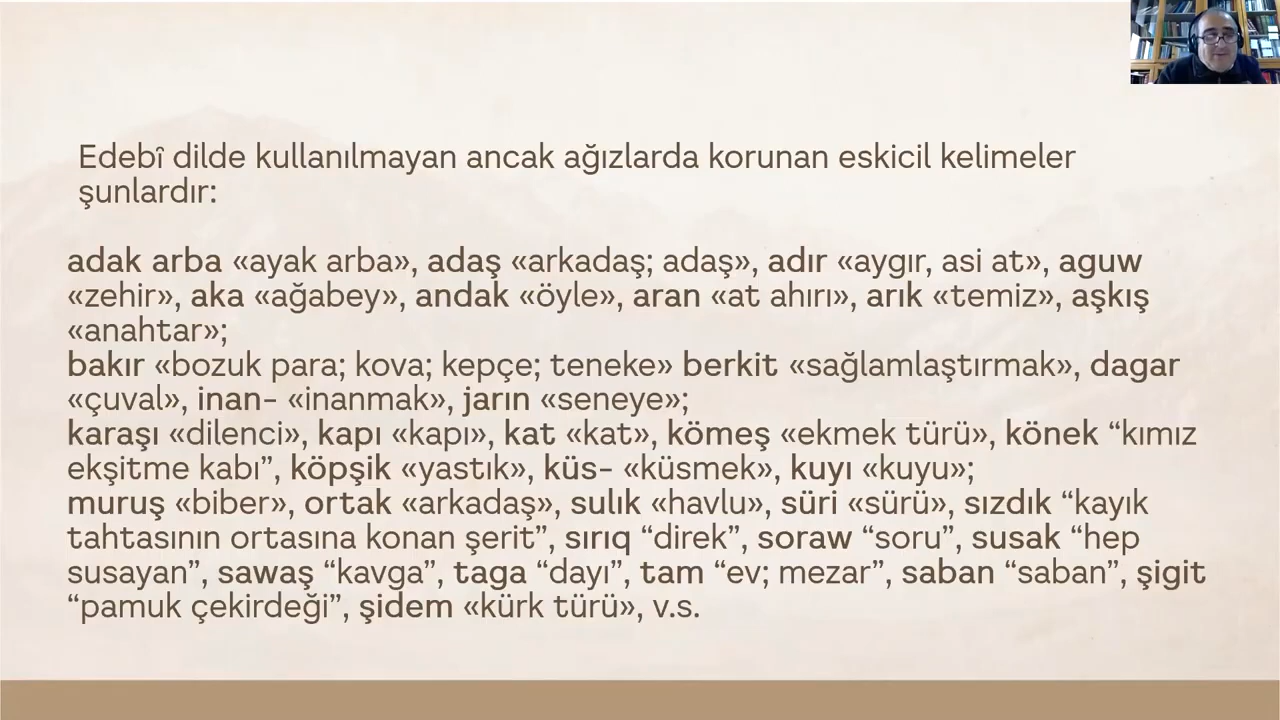 Edebî dilde kullanılmayan ancak ağızlarda korunan eskicil kelimeler
şunlardır:
adak arba «ayak arba», adaş «arkadaş; adaş», adır «aygır, asi at», aguw
«zehir», aka «ağabey», andak «öyle», aran «at ahırı», arık «temiz», aşkış
«anahtar»;
bakır «bozuk para; kova; kepçe; teneke» berkit «sağlamlaştırmak», dagar
«çuval», inan- «inanmak», jarın «seneye»;
karaşı «dilenci», kapı «kapı», kat «kat», kömeş «ekmek türü», könek “kımız
ekşitme kabı”, köpşik «yastık», küs- «küsmek», kuyı «kuyu»;
muruş «biber», ortak «arkadaş», sulık «havlu», süri «sürü», sızdık “kayık
tahtasının ortasına konan şerit”, sırıq “direk”, soraw “soru”, susak “hep
susayan”, sawaş “kavga”, taga “dayı”, tam “ev; mezar”, saban “saban”, şigit
“pamuk çekirdeği”, şidem «kürk türü», v.s.